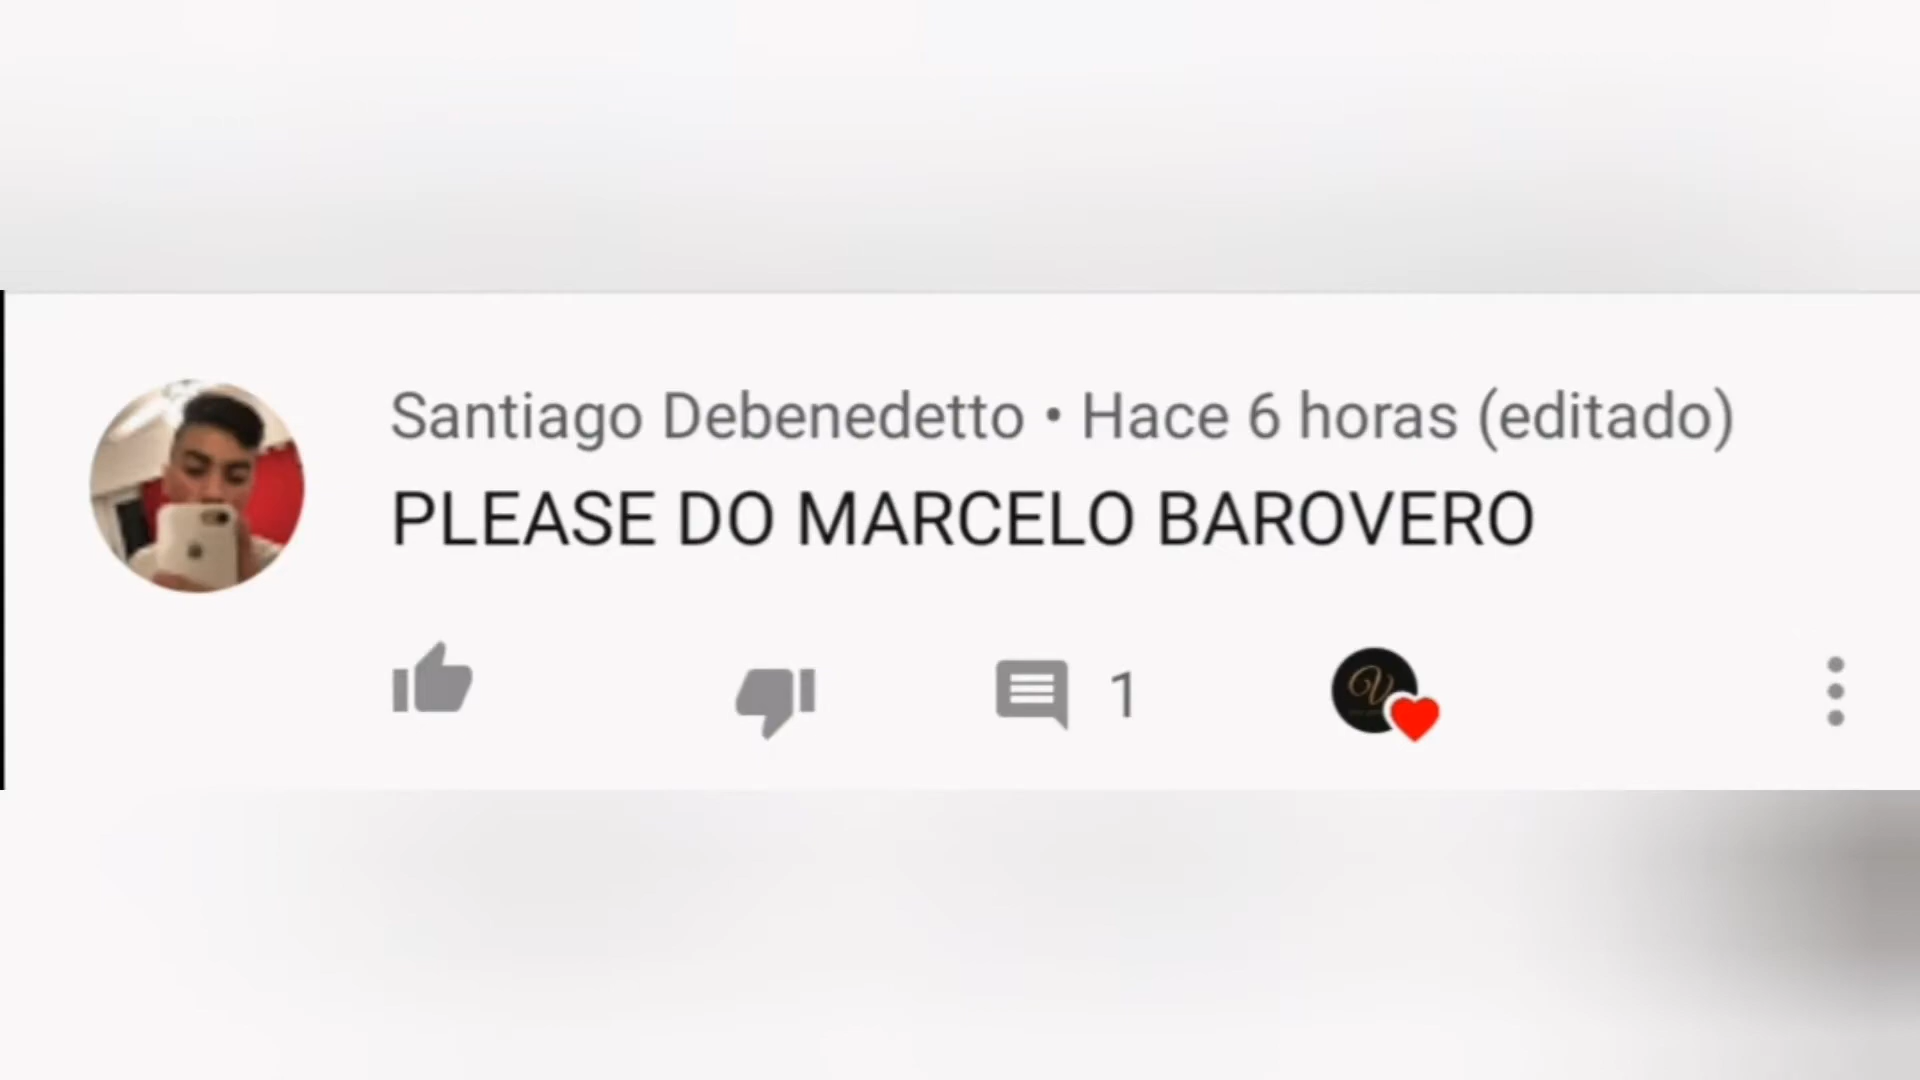 Santiago Debenedetto • Hace 6 horas (editado)
PLEASE DO MARCELO BAROVERO
1